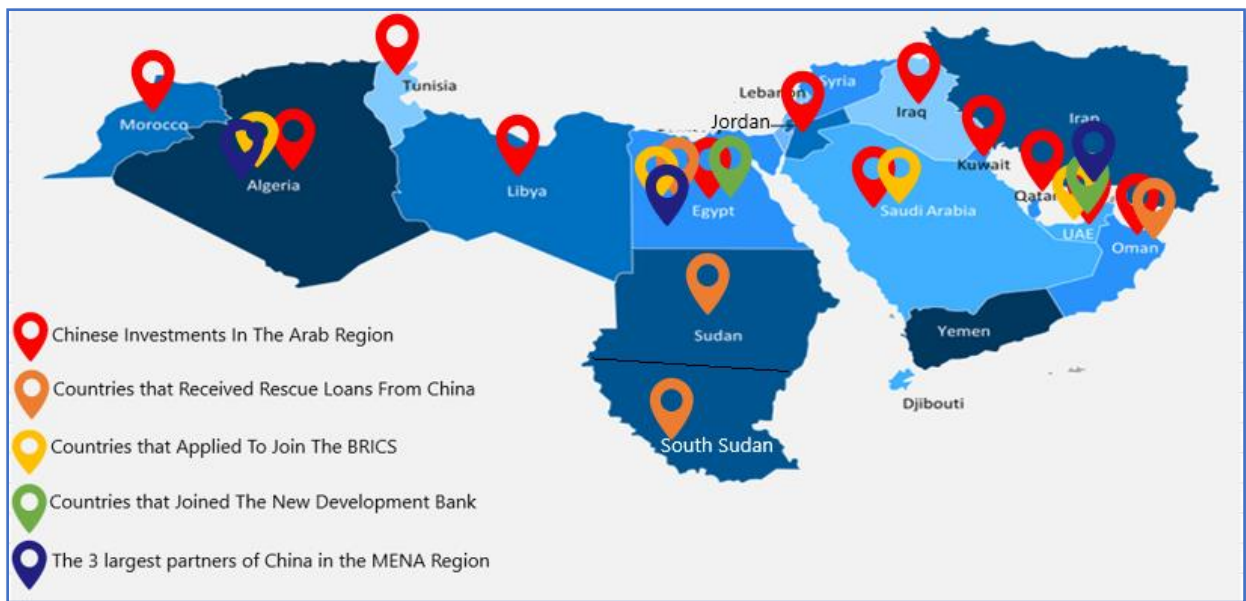 Tunisia
Morocco
Algeria
Libya
Egypt
Sudan
South Sudan
Lebanon
Syria
Jordan
Iraq
Iran
Kuwait
Qatar
Saudi Arabia
UAE
Oman
Yemen
Djibouti
Chinese Investments In The Arab Region
Countries that Received Rescue Loans From China
Countries that Applied To Join The BRICS
Countries that Joined The New Development Bank
The 3 largest partners of China in the MENA Region